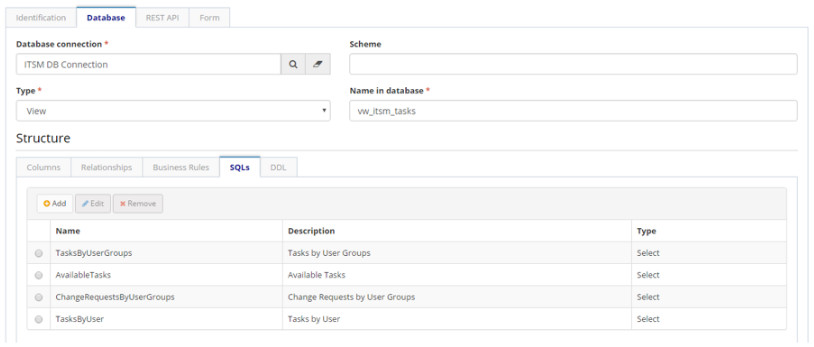 Identification Database REST API Form
Database connection * Scheme
ITSM DB Connection
Type * Name in database *
View vw_itsm_tasks
Structure
Columns Relationships Business Rules SQLs DDL
Add Edit Remove
Name Description Type
TasksByUserGroups Tasks by User Groups Select
AvailableTasks Available Tasks Select
ChangeRequestsByUserGroups Change Requests by User Groups Select
TasksByUser Tasks by User Select